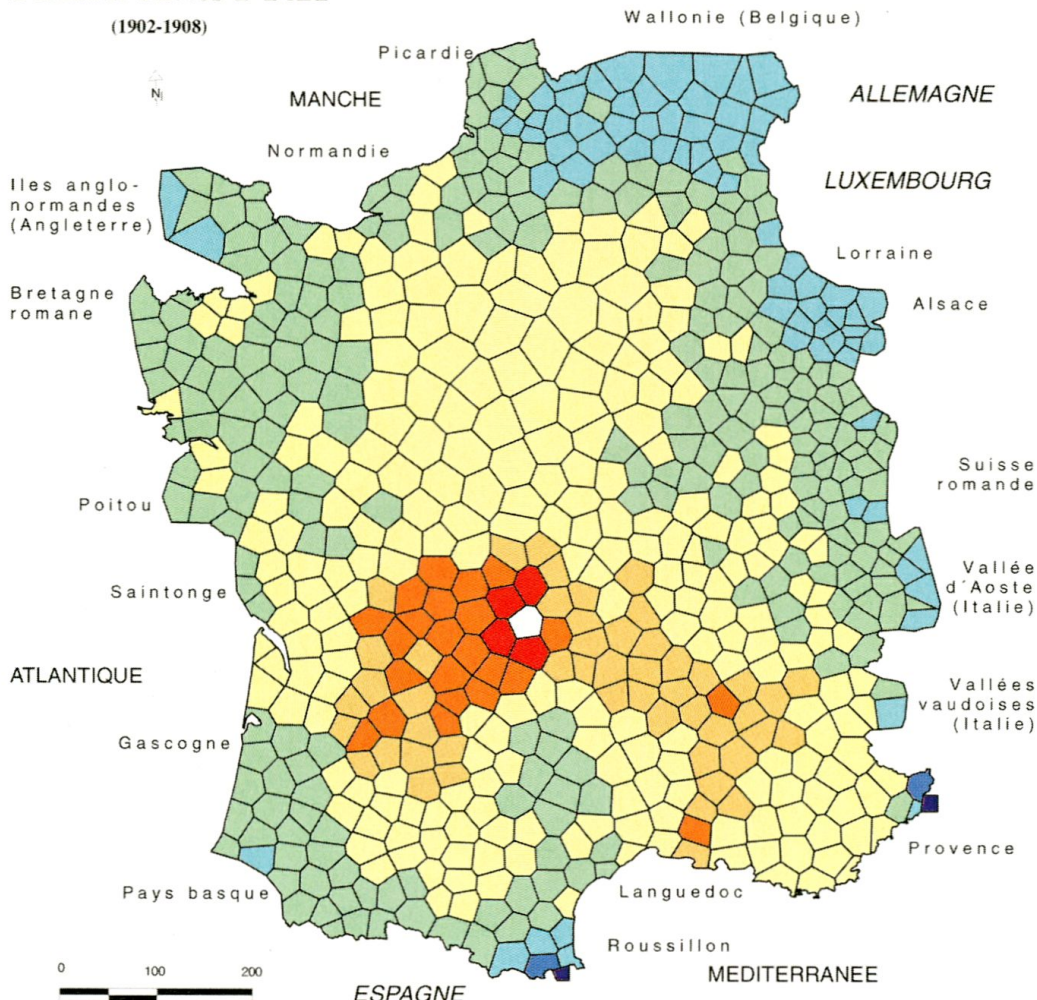 (1902-1908)
Wallonie (Belgique)
Picardie
N
MANCHE
ALLEMAGNE
Normandie
Iles anglo-
normandes
(Angleterre)
LUXEMBOURG
Lorraine
Bretagne
romane
Alsace
Suisse
romande
Poitou
Vallée
d´Aoste
(Italie)
Saintonge
ATLANTIQUE
Vallées
vaudoises
(Italie)
Gascogne
Provence
Pays basque
Languedoc
Roussillon
MEDITERRANEE
0 100 200
ESPAGNE